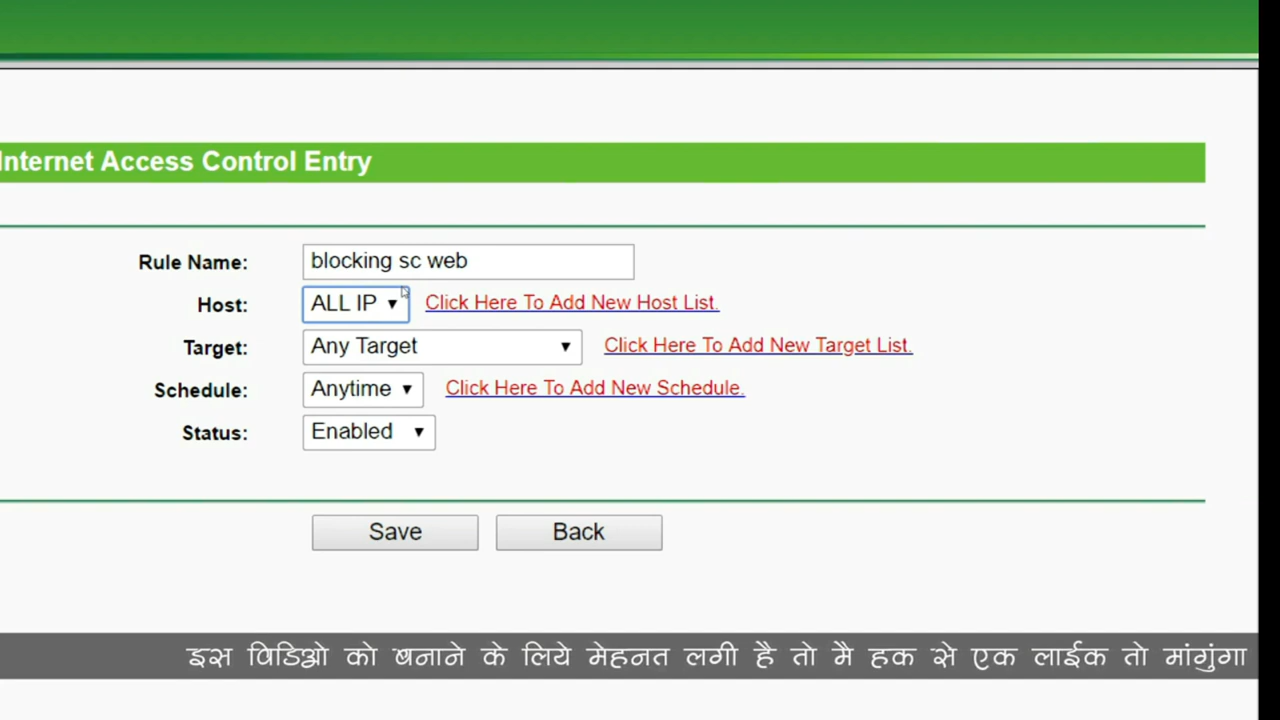 Internet Access Control Entry
Rule Name: blocking sc web
Host: ALL IP Click Here To Add New Host List.
Target: Any Target Click Here To Add New Target List.
Schedule: Anytime Click Here To Add New Schedule.
Status: Enabled
Save Back
इस विडिओ को बनाने के लिये मेहनत लगी है तो मै हक से एक लाईक तो मांगुंगा